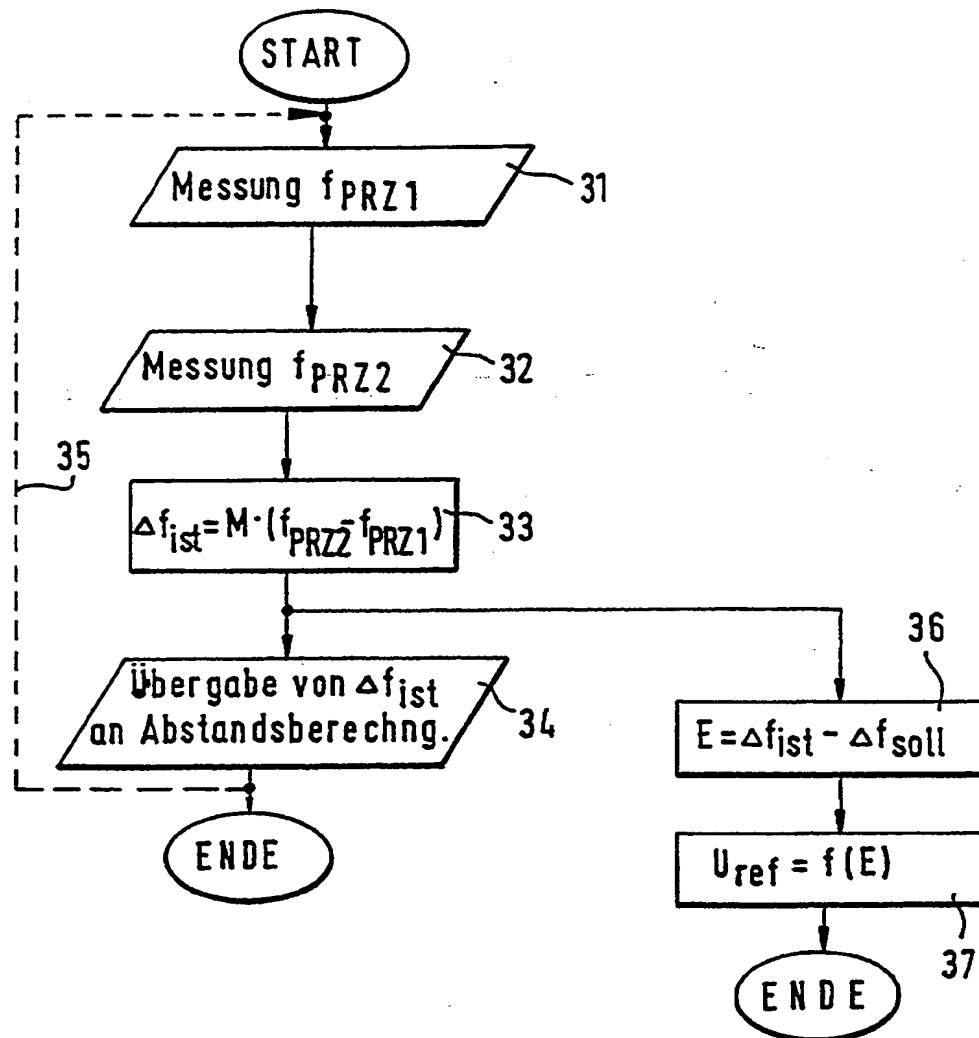 START
Messung fPRZ1
31
Messung fPRZ2
32
35
Δfist=M·(fPRZ2-fPRZ1)
33
Übergabe von Δfist
an Abstandsberechng.
34
ENDE
36
E=Δfist - Δfsoll
Uref = f(E)
37
ENDE